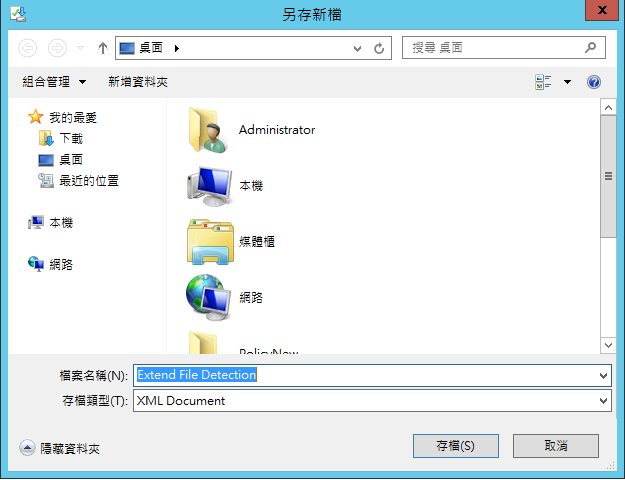 另存新檔
桌面
搜尋 桌面
組合管理 新增資料夾
我的最愛
下載
桌面
最近的位置
本機
網路
Administrator
本機
媒體櫃
網路
PolicyNew
檔案名稱(N): Extend File Detection
存檔類型(T): XML Document
隱藏資料夾 存檔(S) 取消